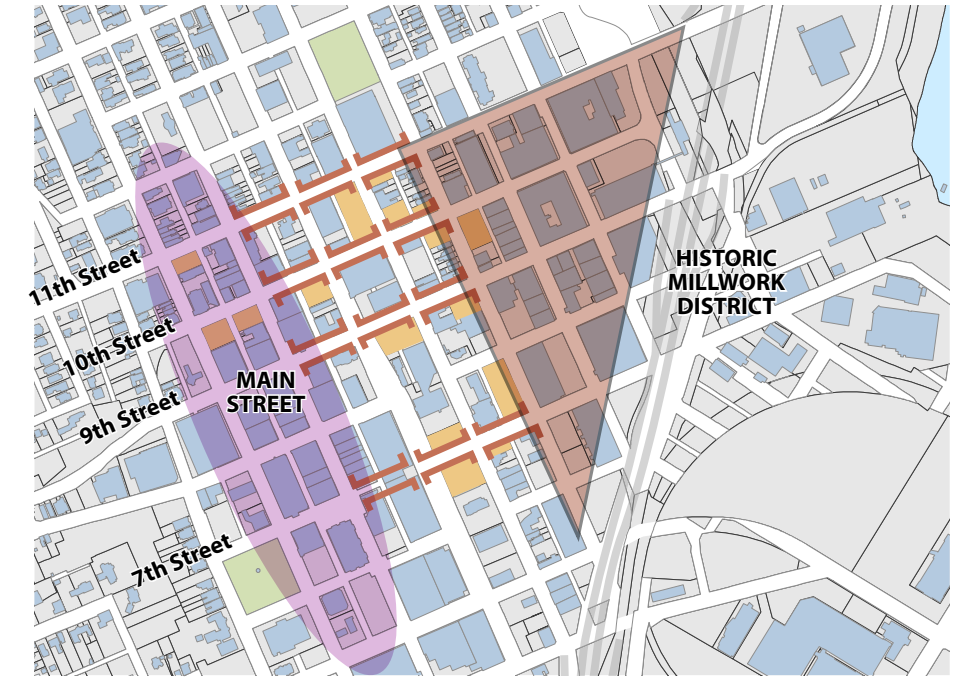 11th Street
10th Street
9th Street
7th Street
MAIN
STREET
HISTORIC
MILLWORK
DISTRICT